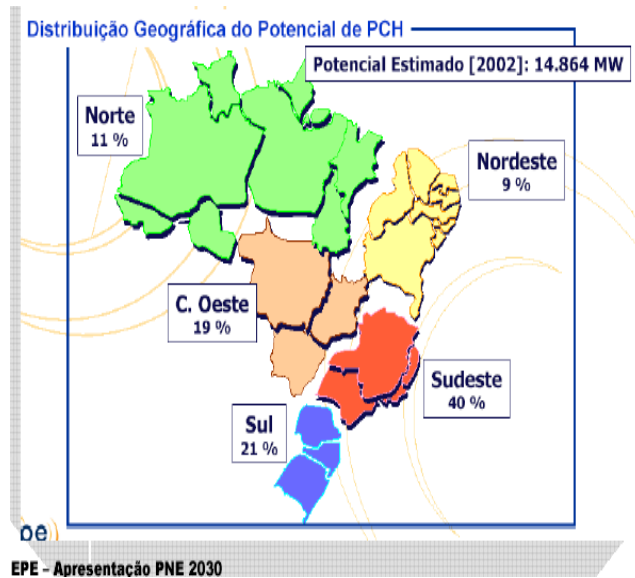 Distribuição Geográfica do Potencial de PCH
Potencial Estimado [2002]: 14.864 MW
Norte
11 %
Nordeste
9 %
C. Oeste
19 %
Sudeste
40 %
Sul
21 %
pe
EPE – Apresentação PNE 2030